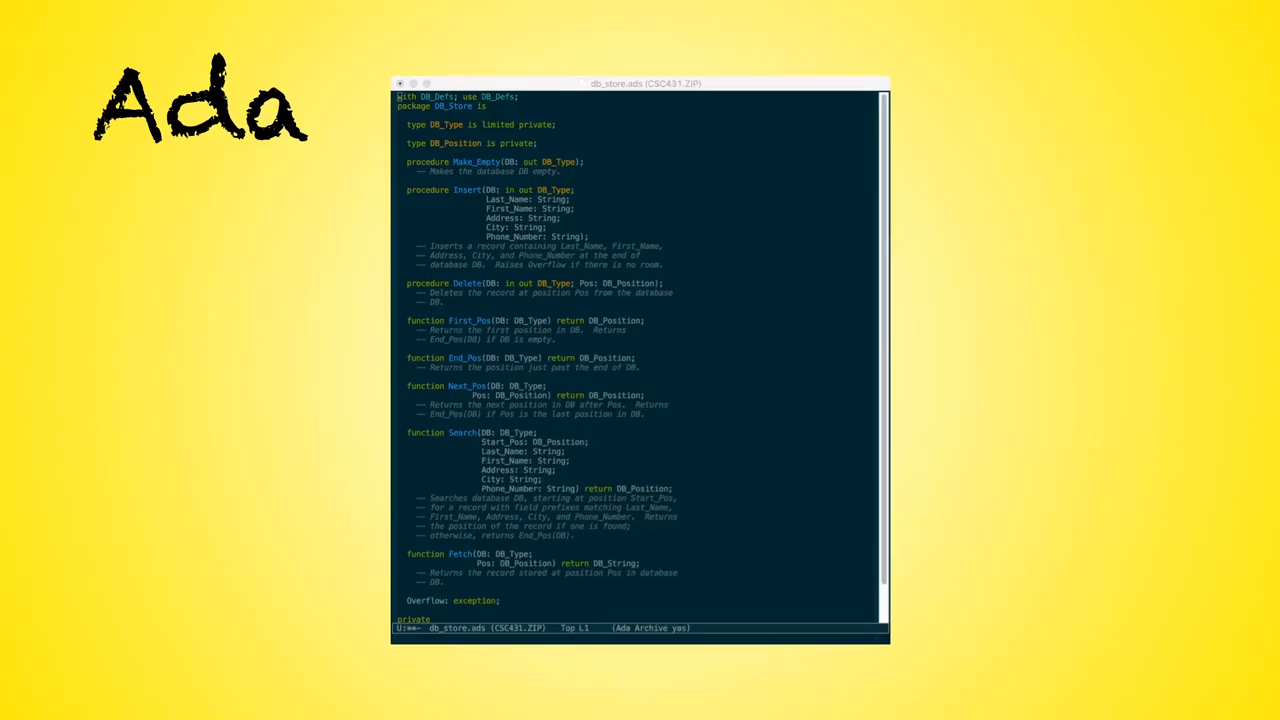 Ada
db_store.ads (CSC431.ZIP)
with DB_Defs; use DB_Defs;
package DB_Store is
type DB_Type is limited private;
type DB_Position is private;
procedure Make_Empty(DB: out DB_Type);
-- Makes the database DB empty.
procedure Insert(DB: in out DB_Type;
Last_Name: String;
First_Name: String;
Address: String;
City: String;
Phone_Number: String);
-- Inserts a record containing Last_Name, First_Name,
-- Address, City, and Phone_Number at the end of
-- database DB.  Raises Overflow if there is no room.
procedure Delete(DB: in out DB_Type; Pos: DB_Position);
-- Deletes the record at position Pos from the database
-- DB.
function First_Pos(DB: DB_Type) return DB_Position;
-- Returns the first position in DB.  Returns
-- End_Pos(DB) if DB is empty.
function End_Pos(DB: DB_Type) return DB_Position;
-- Returns the position just past the end of DB.
function Next_Pos(DB: DB_Type;
Pos: DB_Position) return DB_Position;
-- Returns the next position in DB after Pos.  Returns
-- End_Pos(DB) if Pos is the last position in DB.
function Search(DB: DB_Type;
Start_Pos: DB_Position;
Last_Name: String;
First_Name: String;
Address: String;
City: String;
Phone_Number: String) return DB_Position;
-- Searches database DB, starting at position Start_Pos,
-- for a record with field prefixes matching Last_Name,
-- First_Name, Address, City, and Phone_Number.  Returns
-- the position of the record if one is found;
-- otherwise, returns End_Pos(DB).
function Fetch(DB: DB_Type;
Pos: DB_Position) return DB_String;
-- Returns the record stored at position Pos in database
-- DB.
Overflow: exception;
private
U:**-  db_store.ads (CSC431.ZIP)   Top L1   (Ada Archive yas)